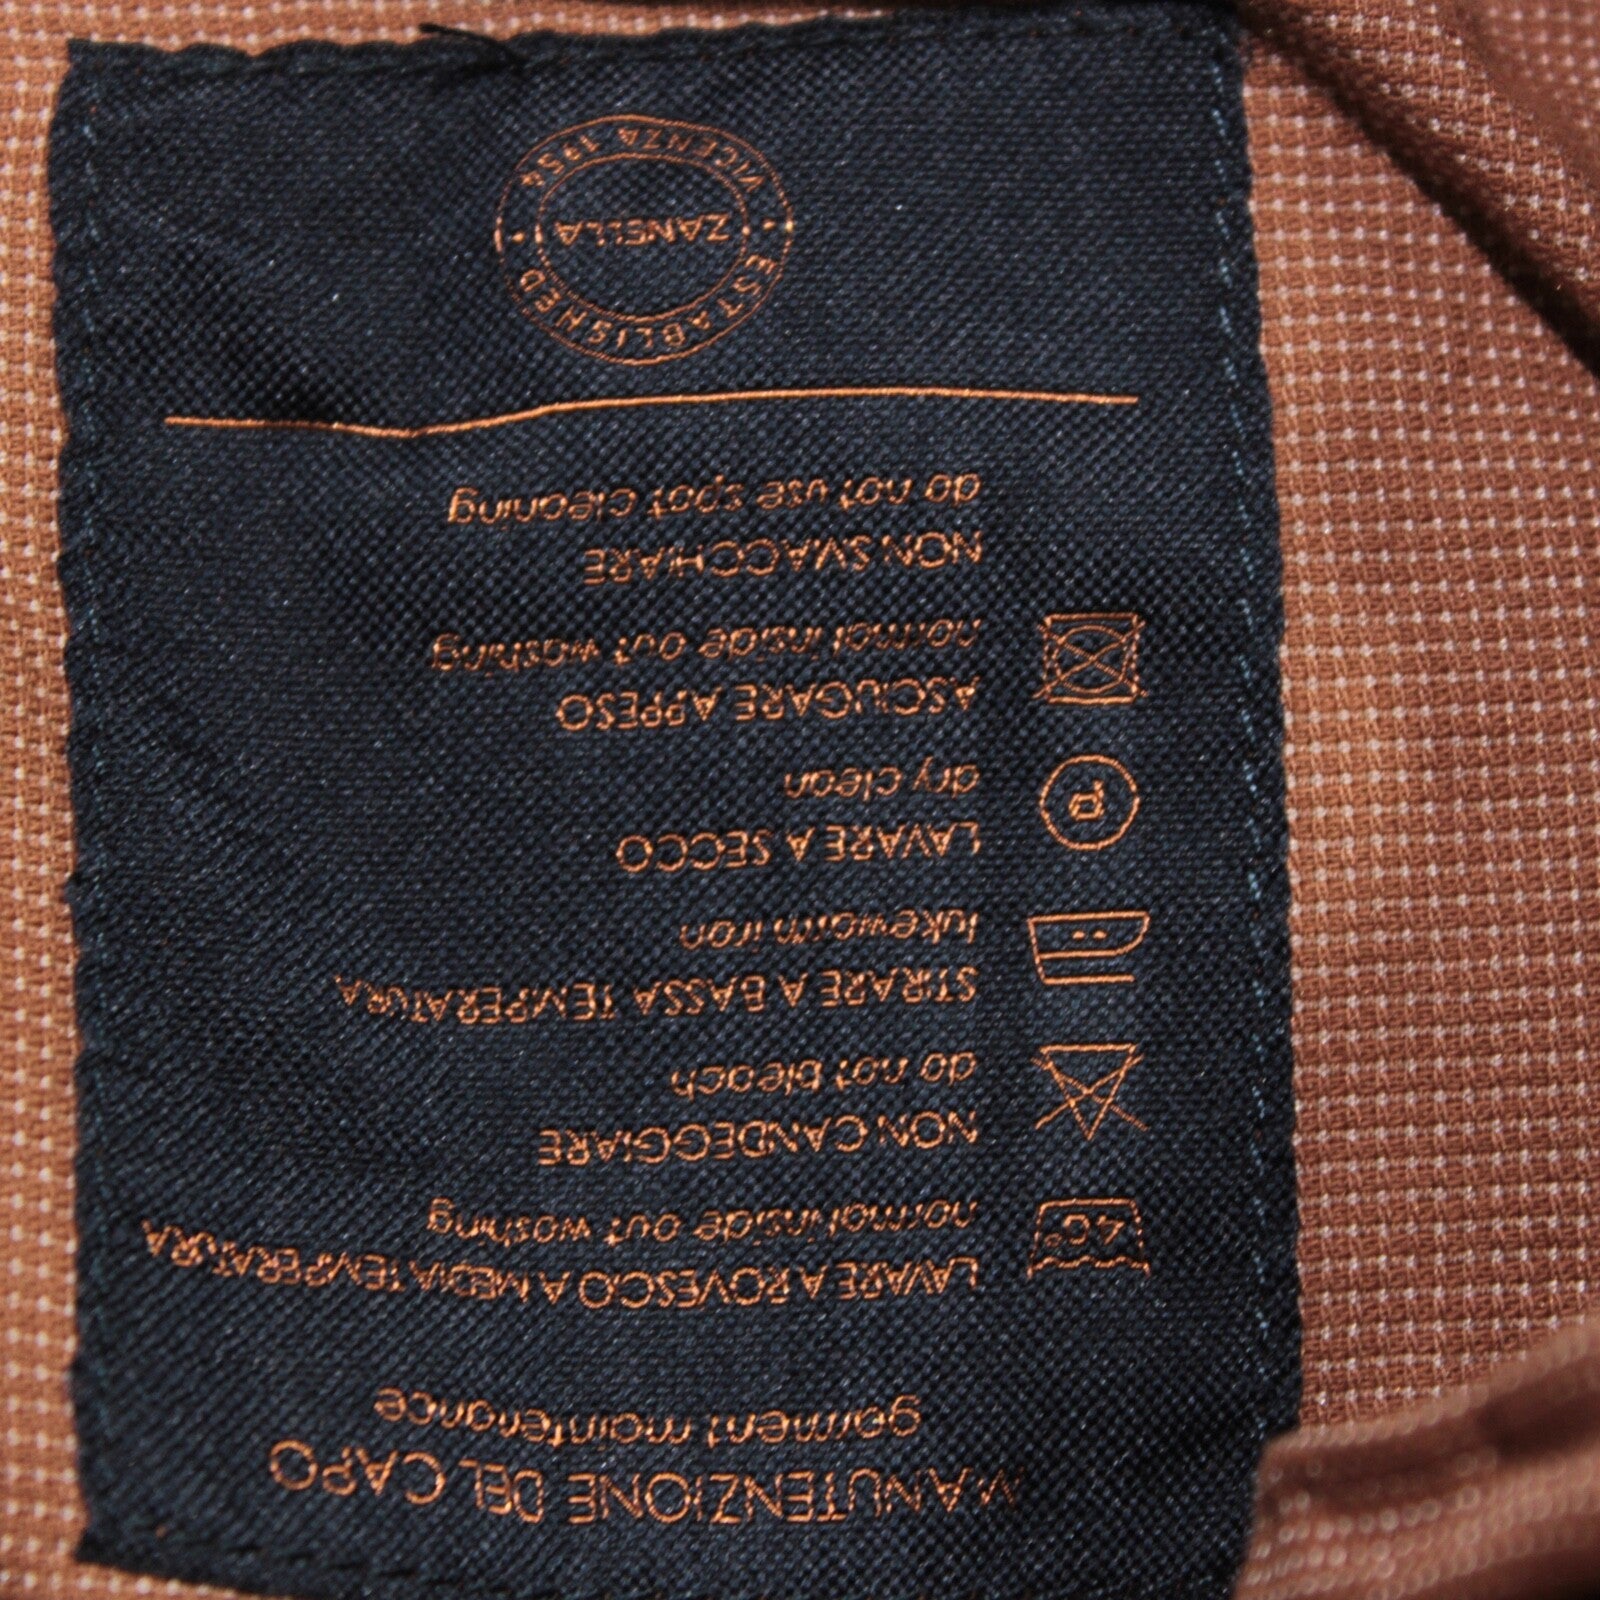 MANUTENZIONE DEL CAPO
garment maintenance
40°
LAVARE A ROVESCIO A MEDIA TEMPERATURA
normal inside out washing
NON CANDEGGIARE
do not bleach
STIRARE A BASSA TEMPERATURA
lukewarm iron
P
LAVARE A SECCO
dry clean
ASCIUGARE APPESO
normal inside out washing
NON SMACCHIARE
do not use spot cleaning
ESTABLISHED
ZANELLA
VICENZA 1954